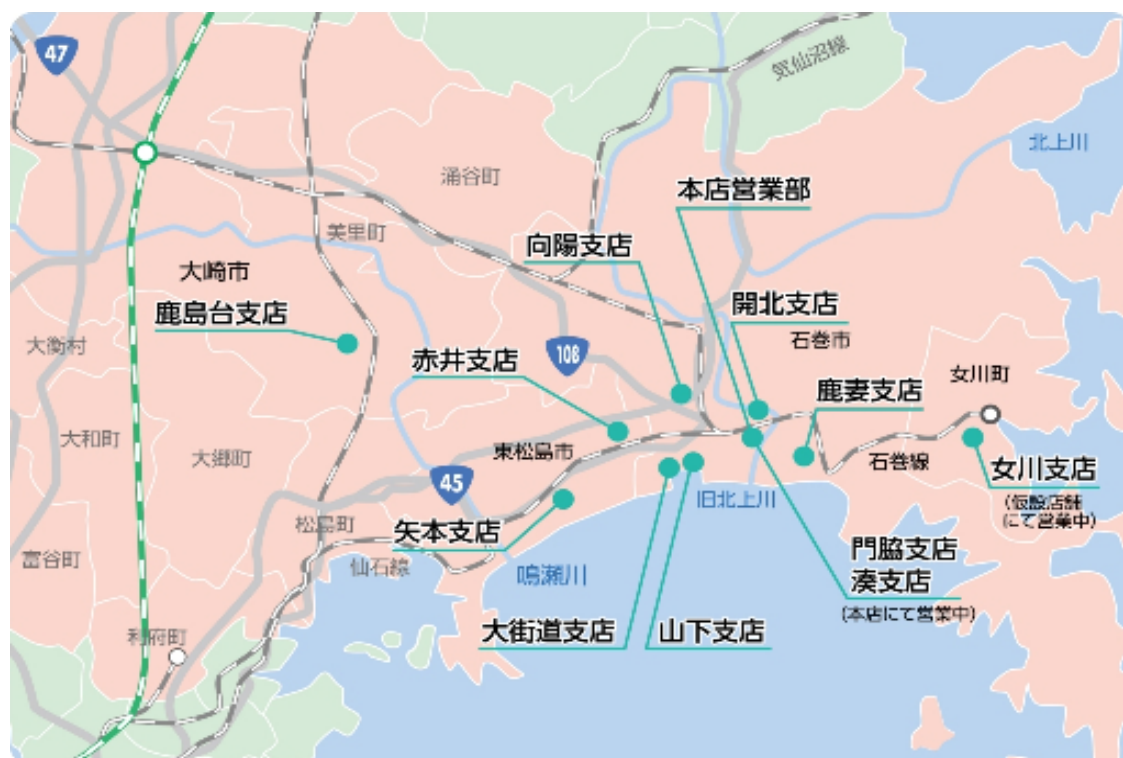 47
気仙沼線
北上川
涌谷町
本店営業部
美里町
向陽支店
大崎市
鹿島台支店
開北支店
石巻市
大衡村
赤井支店
108
女川町
鹿妻支店
大和町
大郷町
東松島市
石巻線
女川支店
(仮設店舗
にて営業中)
45
旧北上川
松島町
矢本支店
富谷町
仙石線
鳴瀬川
門脇支店
湊支店
(本店にて営業中)
利府町
大街道支店
山下支店